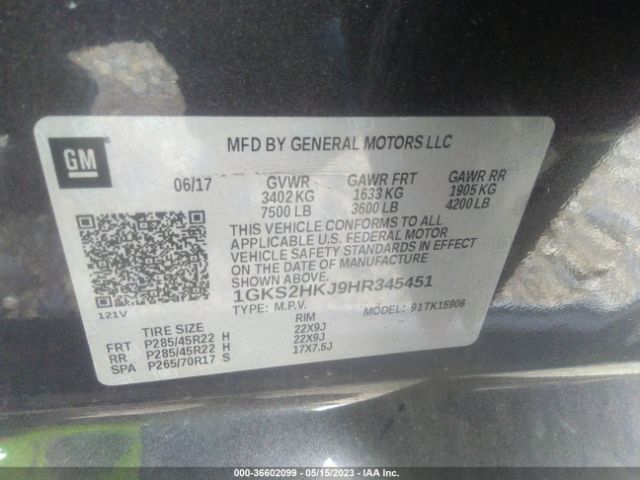 GM
MFD BY GENERAL MOTORS LLC
06/17 GVWR GAWR FRT GAWR RR
3402 KG 1633 KG 1905 KG
7500 LB 3600 LB 4200 LB
THIS VEHICLE CONFORMS TO ALL
APPLICABLE U.S. FEDERAL MOTOR
VEHICLE SAFETY STANDARDS IN EFFECT
ON THE DATE OF MANUFACTURE
SHOWN ABOVE.
1GKS2HKJ9HR345451
TYPE: M.P.V. MODEL: 91TK15906
121V
TIRE SIZE RIM
FRT P285/45R22 H 22X9J
RR P285/45R22 H 22X9J
SPA P265/70R17 S 17X7.5J
000-36602099 - 05/15/2023 - IAA Inc.